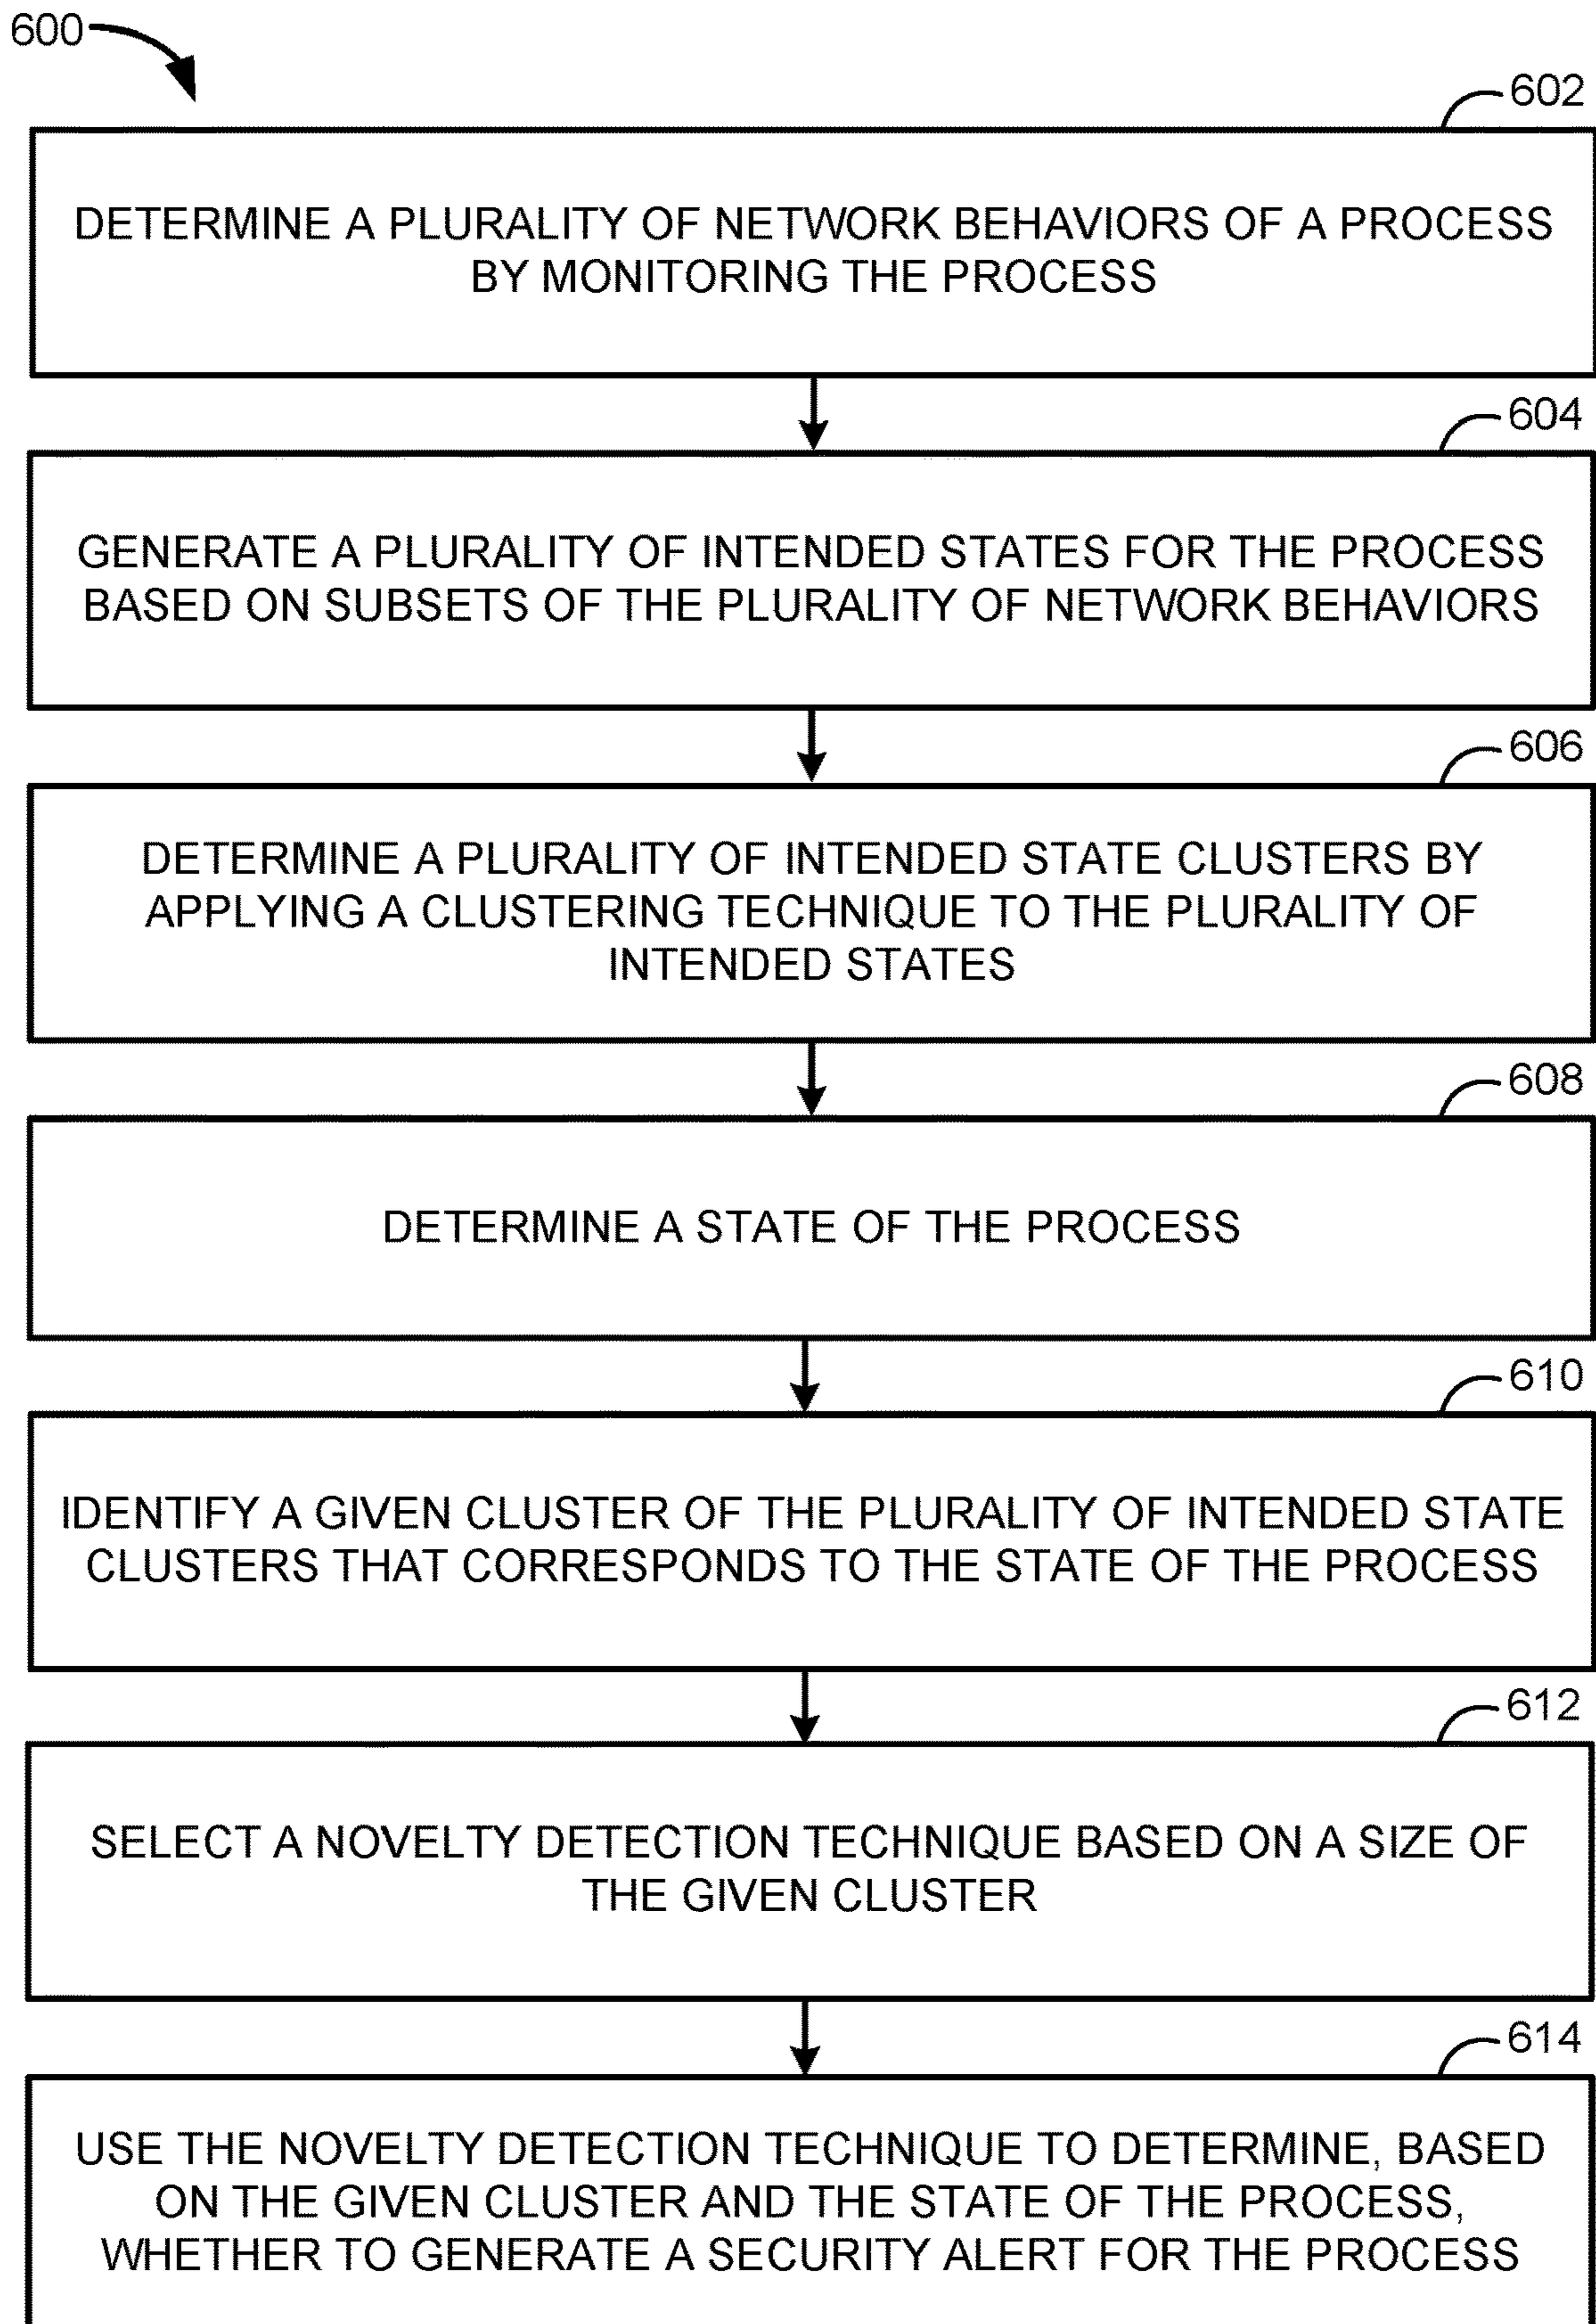 600
602
DETERMINE A PLURALITY OF NETWORK BEHAVIORS OF A PROCESS
BY MONITORING THE PROCESS
604
GENERATE A PLURALITY OF INTENDED STATES FOR THE PROCESS
BASED ON SUBSETS OF THE PLURALITY OF NETWORK BEHAVIORS
606
DETERMINE A PLURALITY OF INTENDED STATE CLUSTERS BY
APPLYING A CLUSTERING TECHNIQUE TO THE PLURALITY OF
INTENDED STATES
608
DETERMINE A STATE OF THE PROCESS
610
IDENTIFY A GIVEN CLUSTER OF THE PLURALITY OF INTENDED STATE
CLUSTERS THAT CORRESPONDS TO THE STATE OF THE PROCESS
612
SELECT A NOVELTY DETECTION TECHNIQUE BASED ON A SIZE OF
THE GIVEN CLUSTER
614
USE THE NOVELTY DETECTION TECHNIQUE TO DETERMINE, BASED
ON THE GIVEN CLUSTER AND THE STATE OF THE PROCESS,
WHETHER TO GENERATE A SECURITY ALERT FOR THE PROCESS